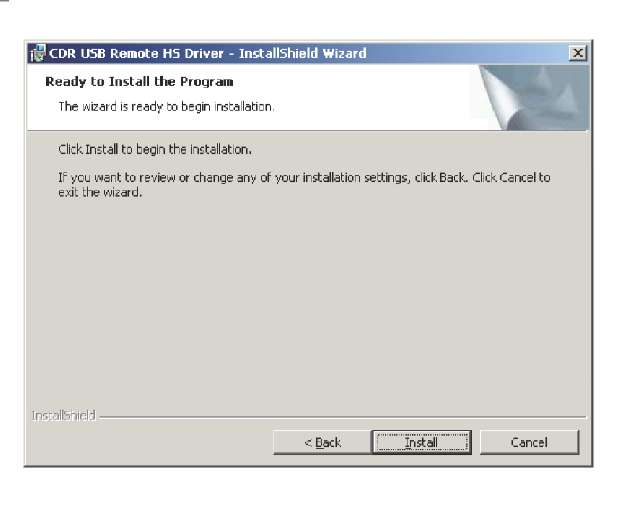 CDR USB Remote HS Driver - InstallShield Wizard
Ready to Install the Program
The wizard is ready to begin installation.
Click Install to begin the installation.
If you want to review or change any of your installation settings, click Back. Click Cancel to
exit the wizard.
InstallShield
< Back Install Cancel